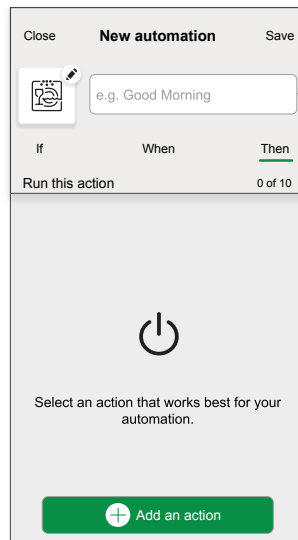 Close New automation Save
e.g. Good Morning
If When Then
Run this action 0 of 10
Select an action that works best for your
automation.
Add an action